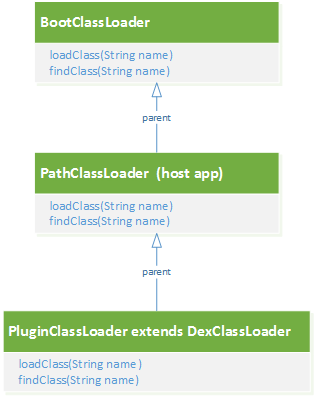 BootClassLoader
loadClass(String name)
findClass(String name)
parent
PathClassLoader (host app)
loadClass(String name)
findClass(String name)
parent
PluginClassLoader extends DexClassLoader
loadClass(String name)
findClass(String name)